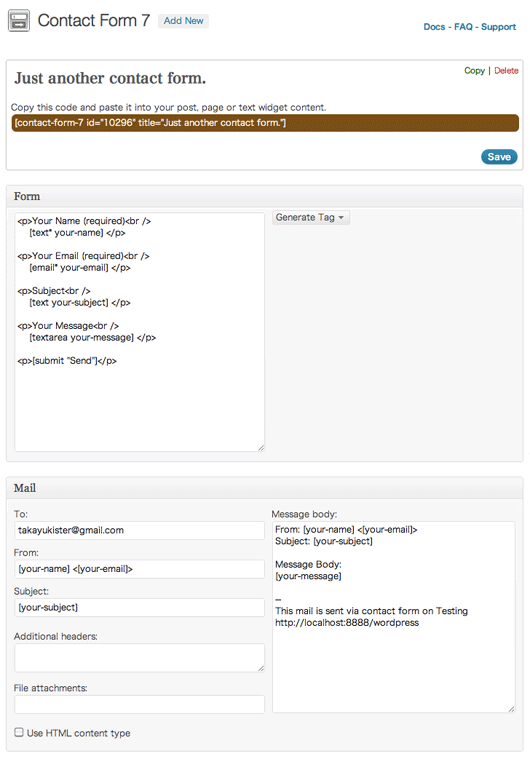 Contact Form 7 Add New
Docs - FAQ - Support
Just another contact form.
Copy | Delete
Copy this code and paste it into your post, page or text widget content.
[contact-form-7 id="10296" title="Just another contact form."]
Save
Form
<p>Your Name (required)<br />
[text* your-name] </p>
<p>Your Email (required)<br />
[email* your-email] </p>
<p>Subject<br />
[text your-subject] </p>
<p>Your Message<br />
[textarea your-message] </p>
<p>[submit "Send"]</p>
Generate Tag
Mail
To:
takayukister@gmail.com
From:
[your-name] <[your-email]>
Subject:
[your-subject]
Additional headers:
File attachments:
Use HTML content type
Message body:
From: [your-name] <[your-email]>
Subject: [your-subject]
Message Body:
[your-message]
--
This mail is sent via contact form on Testing
http://localhost:8888/wordpress